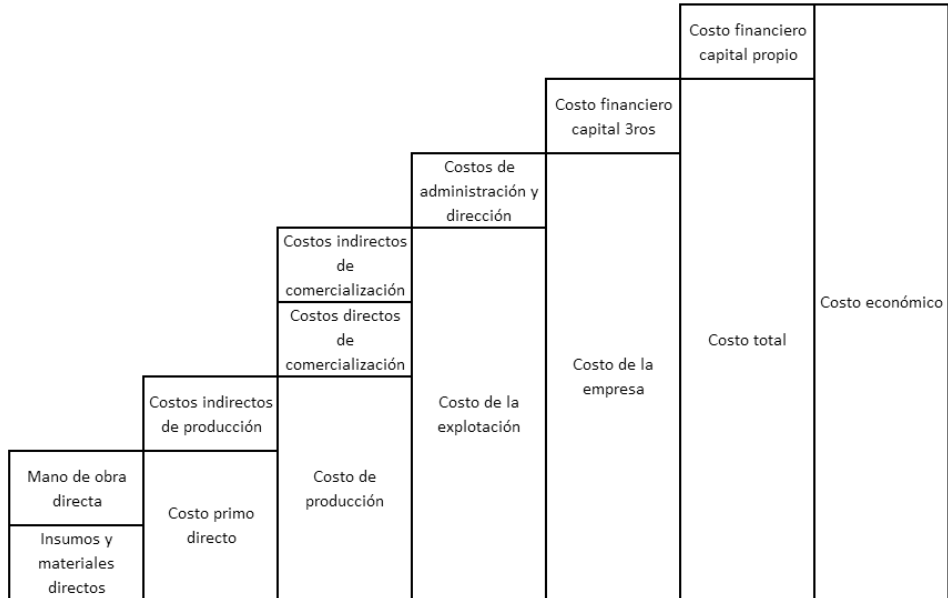 Costo financiero
capital propio
Costo financiero
capital 3ros
Costos de
administración y
dirección
Costos indirectos
de
comercialización
Costos directos
de
comercialización
Costo económico
Costo total
Costo de la
empresa
Costos indirectos
de producción
Costo de la
explotación
Mano de obra
directa
Costo de
producción
Costo primo
directo
Insumos y
materiales
directos